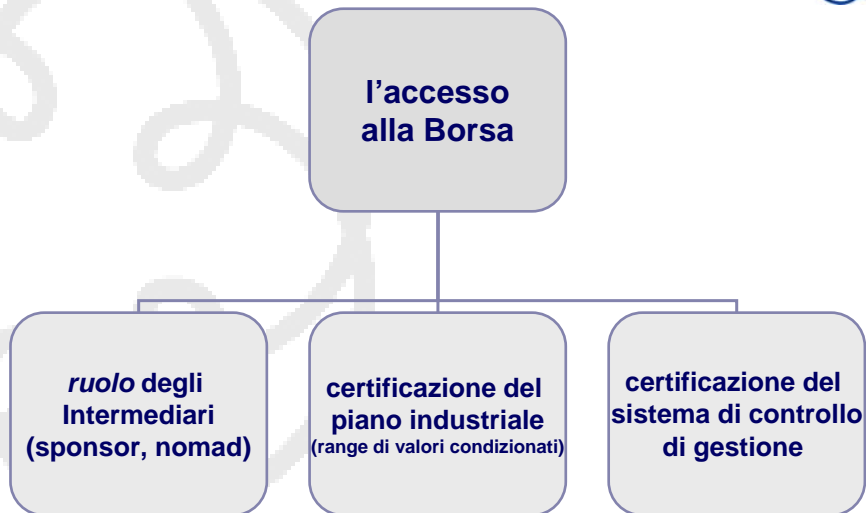 l’accesso
alla Borsa
ruolo degli
Intermediari
(sponsor, nomad)
certificazione del
piano industriale
(range di valori condizionati)
certificazione del
sistema di controllo
di gestione